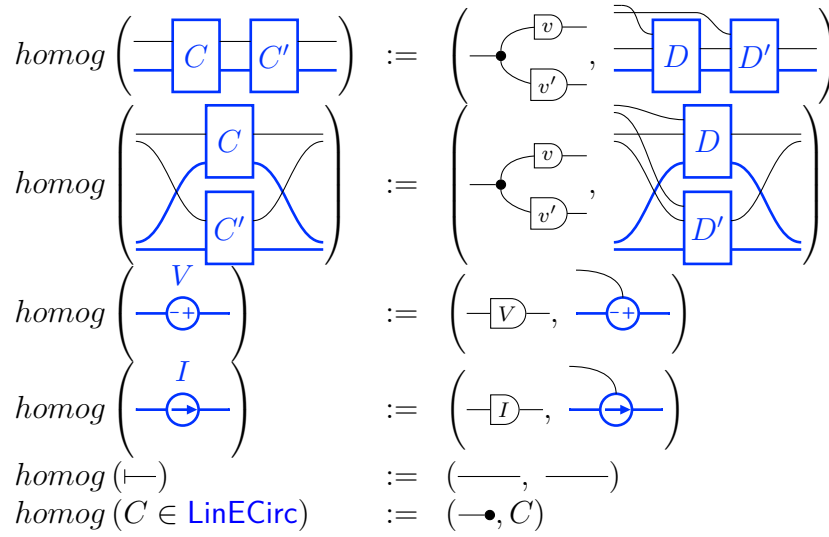 homog ( C C′ ) := ( v v′ , D D′ )
homog ( C C′ ) := ( v v′ , D D′ )
homog ( V -+ ) := ( V , -+ )
homog ( I → ) := ( I , → )
homog (⊢) := ( , )
homog (C ∈ LinECirc) := (—•, C)